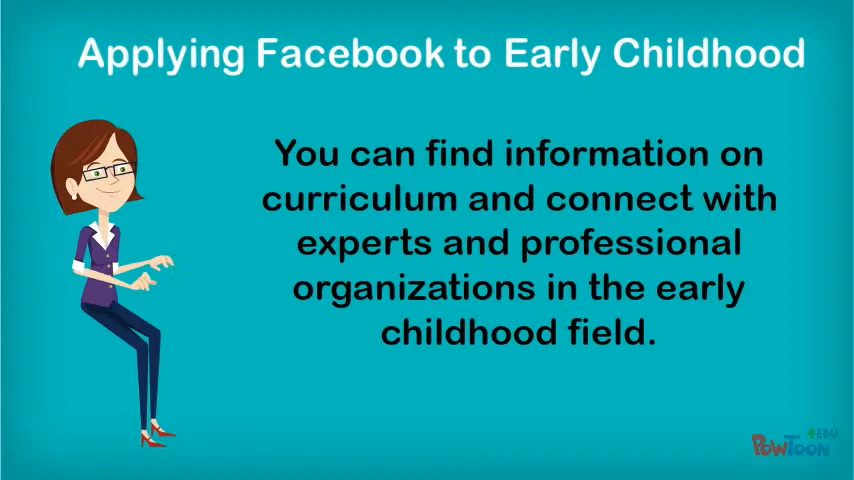 Applying Facebook to Early Childhood
You can find information on
curriculum and connect with
experts and professional
organizations in the early
childhood field.
+EDU
POWTOON